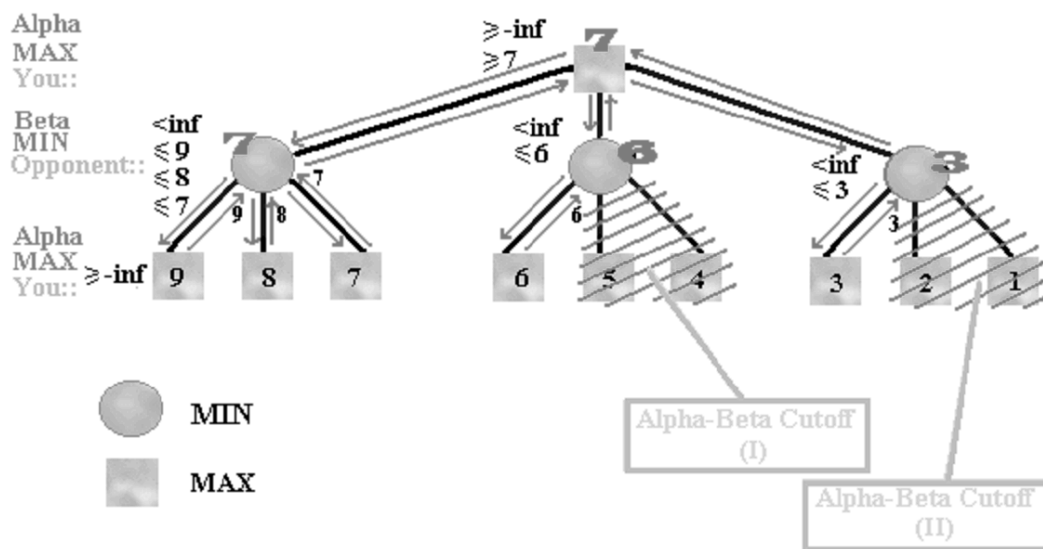 Alpha
MAX
You::
≥-inf
≥7
7
Beta
MIN
Opponent::
<inf
≤9
≤8
≤7
7
9
8
7
<inf
≤6
6
6
<inf
≤3
3
3
Alpha
MAX
You::
≥-inf
9 8 7 6 5 4 3 2 1
MIN
MAX
Alpha-Beta Cutoff
(I)
Alpha-Beta Cutoff
(II)